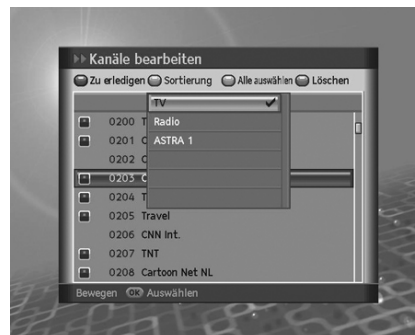 Kanäle bearbeiten
Zu erledigen Sortierung Alle auswählen Löschen
TV
0200 T
Radio
0201 C
ASTRA 1
0202 C
0203 C
0204 T
0205 Travel
0206 CNN Int.
0207 TNT
0208 Cartoon Net NL
Bewegen OK Auswählen